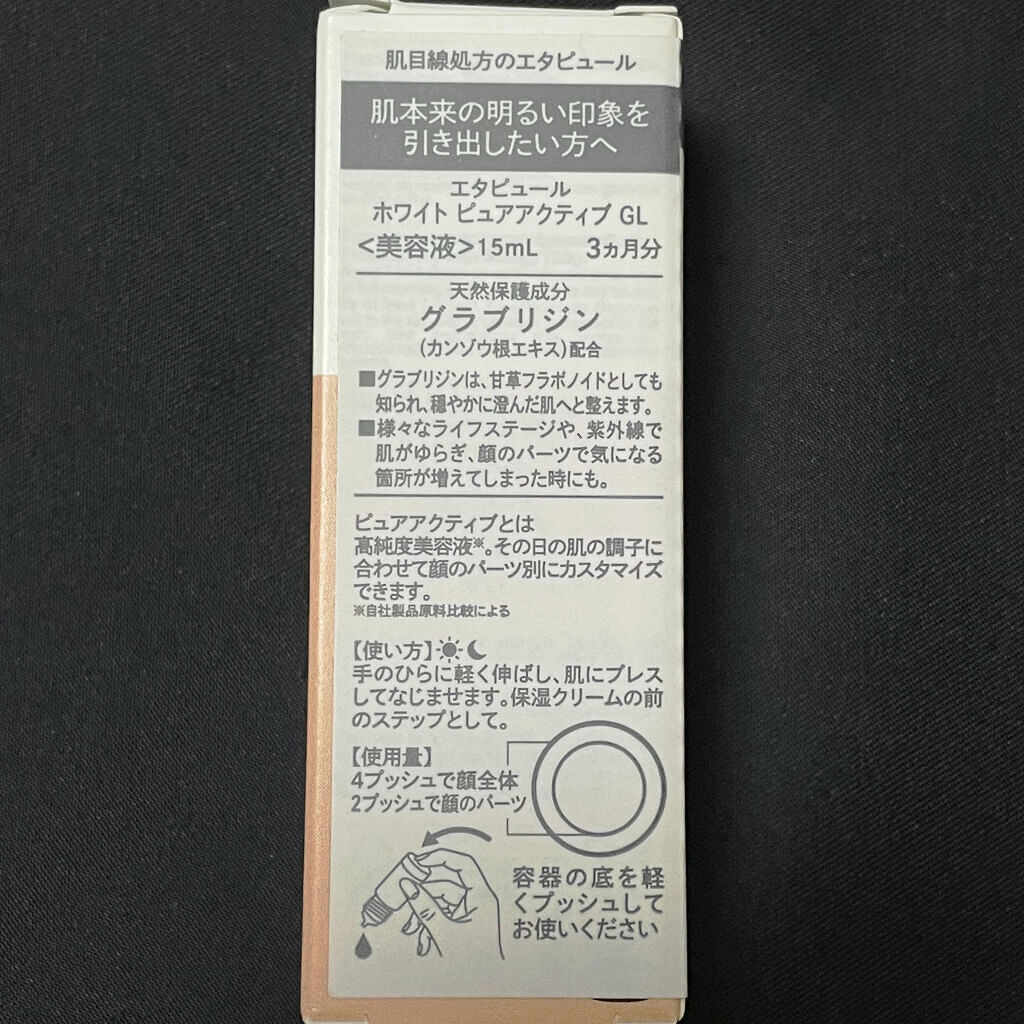 肌目線処方のエタピュール
肌本来の明るい印象を
引き出したい方へ
エタピュール
ホワイト ピュアアクティブ GL
<美容液>15mL 3ヵ月分
天然保護成分
グラブリジン
(カンゾウ根エキス)配合
■グラブリジンは、甘草フラボノイドとしても
知られ、穏やかに澄んだ肌へと整えます。
■様々なライフステージや、紫外線で
肌がゆらぎ、顔のパーツで気になる
箇所が増えてしまった時にも。
ピュアアクティブとは
高純度美容液※。その日の肌の調子に
合わせて顔のパーツ別にカスタマイズ
できます。
※自社製品原料比較による
【使い方】
手のひらに軽く伸ばし、肌にプレス
してなじませます。保湿クリームの前
のステップとして。
【使用量】
4プッシュで顔全体
2プッシュで顔のパーツ
容器の底を軽
くプッシュして
お使いください